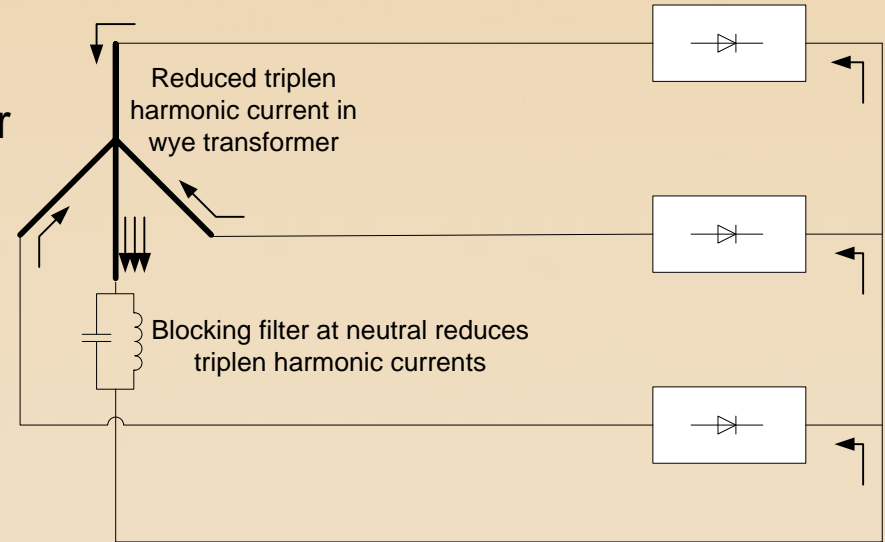 Reduced triplen
harmonic current in
wye transformer
r
Blocking filter at neutral reduces
triplen harmonic currents